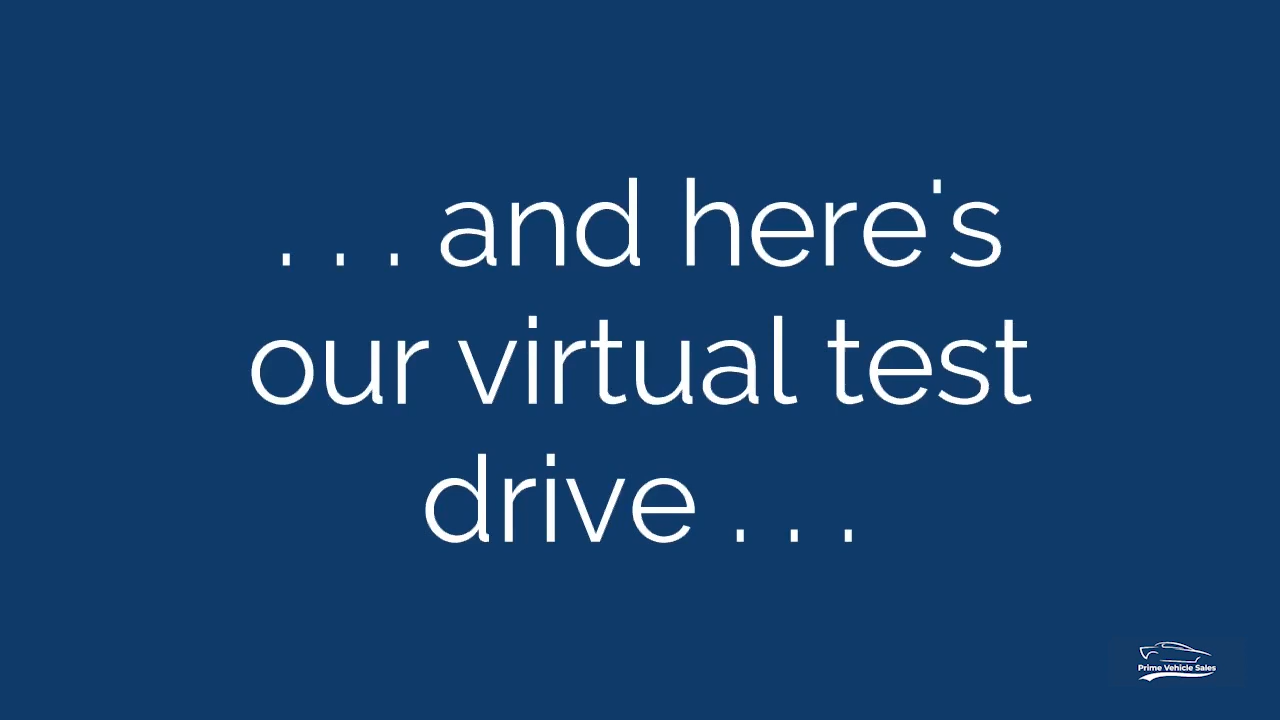 . . . and here's
our virtual test
drive . . .
Prime Vehicle Sales